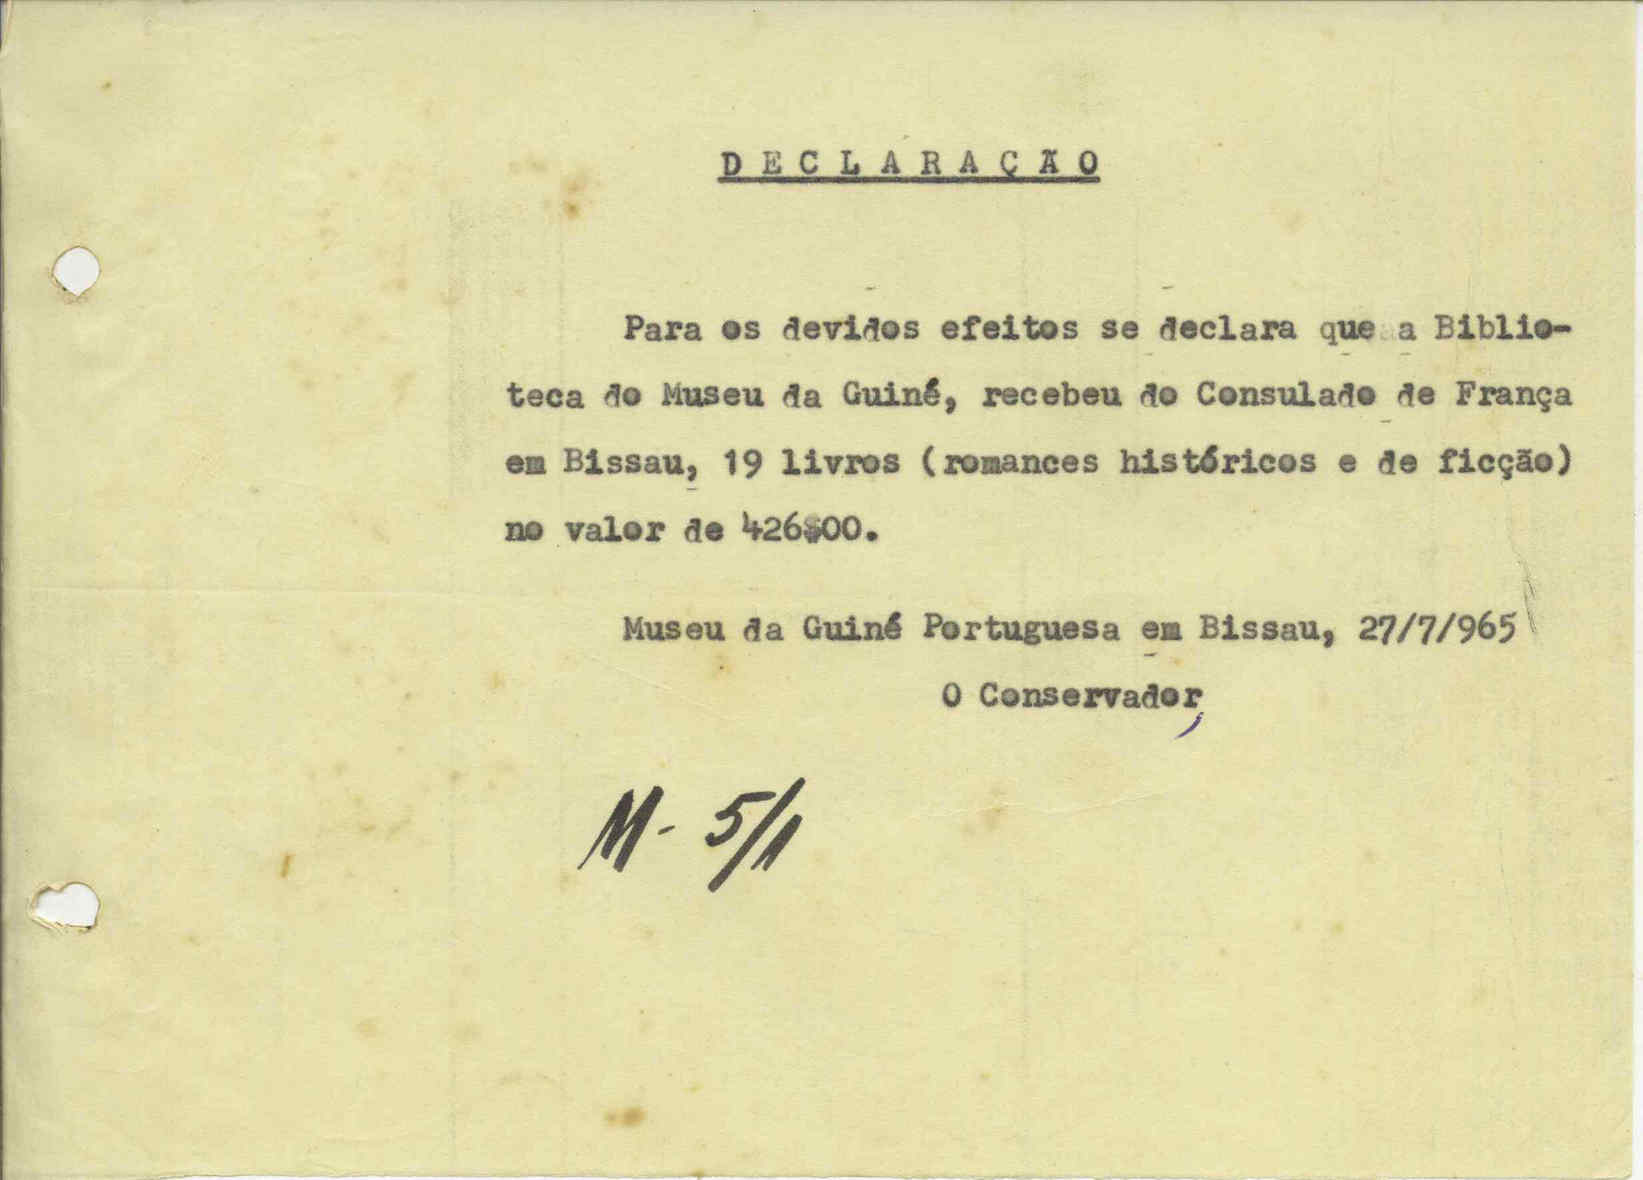 DECLARAÇÃO
Para os devidos efeitos se declara que a Biblio-
teca do Museu da Guiné, recebeu do Consulado de França
em Bissau, 19 livros (romances históricos e de ficção)
no valor de 426$00.
Museu da Guiné Portuguesa em Bissau, 27/7/965
O Conservador,
M- 5/1